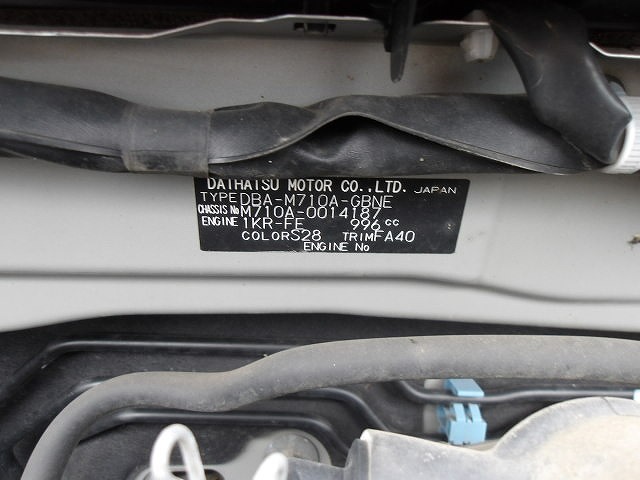 DAIHATSU MOTOR CO.,LTD. JAPAN
TYPE DBA-M710A-GBNE
CHASSIS No M710A-0014187
ENGINE 1KR-FE 996 cc
COLOR S28 TRIM FA40
ENGINE No